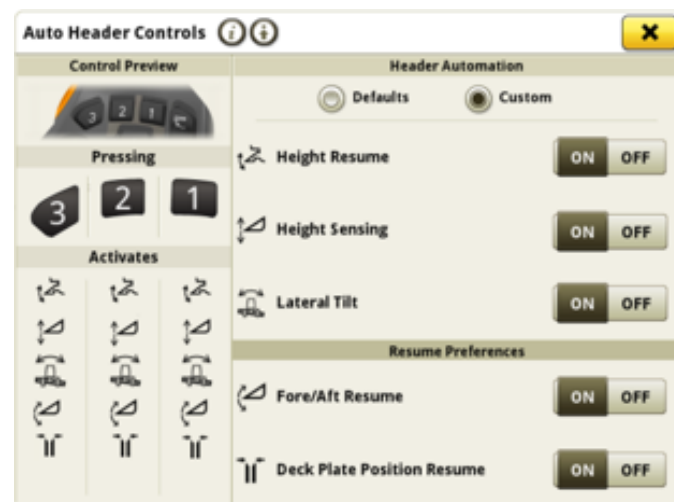 Auto Header Controls
Control Preview
3 2 1
Pressing
3 2 1
Activates
Header Automation
Defaults Custom
Height Resume ON OFF
Height Sensing ON OFF
Lateral Tilt ON OFF
Resume Preferences
Fore/Aft Resume ON OFF
Deck Plate Position Resume ON OFF